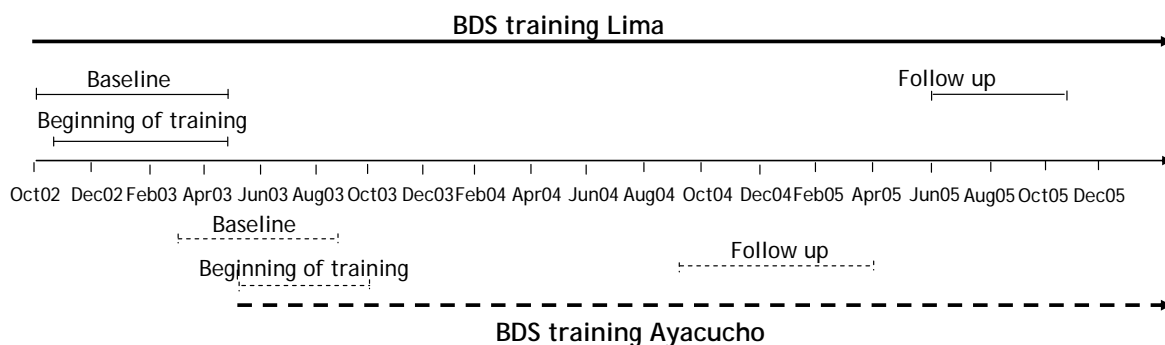 BDS training Lima
Baseline
Follow up
Beginning of training
Oct02 Dec02 Feb03 Apr03 Jun03 Aug03 Oct03 Dec03 Feb04 Apr04 Jun04 Aug04 Oct04 Dec04 Feb05 Apr05 Jun05 Aug05 Oct05 Dec05
Baseline
Follow up
Beginning of training
BDS training Ayacucho